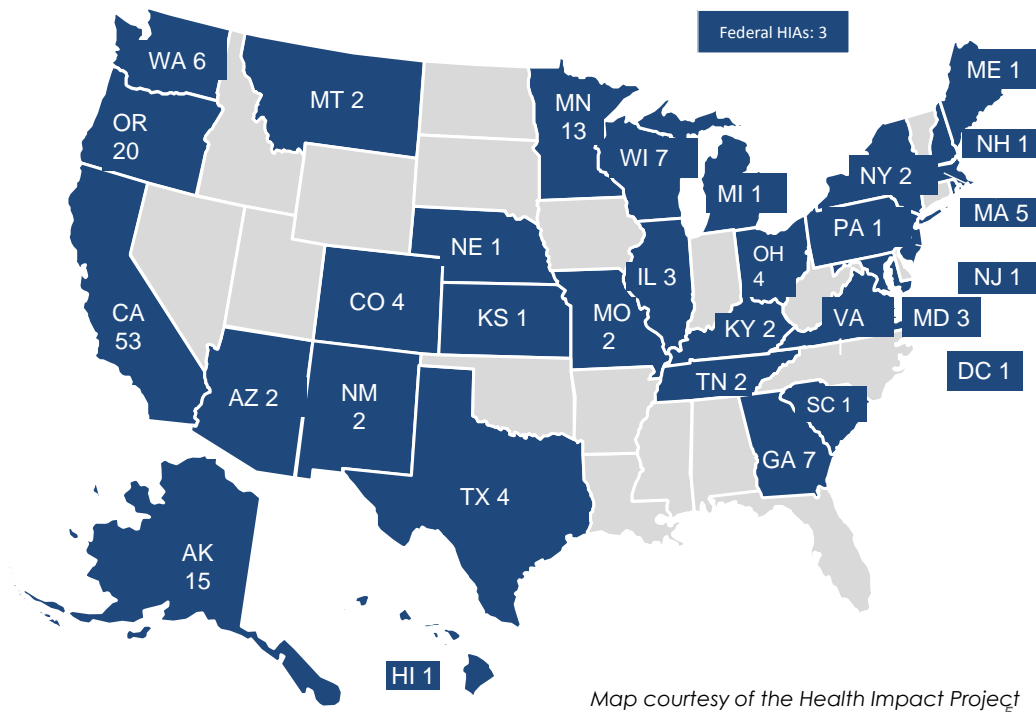 Federal HIAs: 3
WA 6
ME 1
MT 2
MN
13
OR
20
NH 1
WI 7
NY 2
MI 1
MA 5
PA 1
NE 1
OH
4
IL 3
NJ 1
CO 4
CA
53
KS 1
MO
2
KY 2
VA
MD 3
DC 1
AZ 2
NM
2
TN 2
SC 1
GA 7
TX 4
AK
15
HI 1
Map courtesy of the Health Impact Project